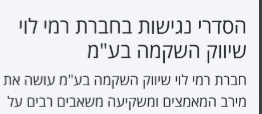 הסדרי נגישות בחברת רמי לוי
שיווק השקמה בע"מ
חברת רמי לוי שיווק השקמה בע"מ עושה את
מירב המאמצים ומשקיעה משאבים רבים על